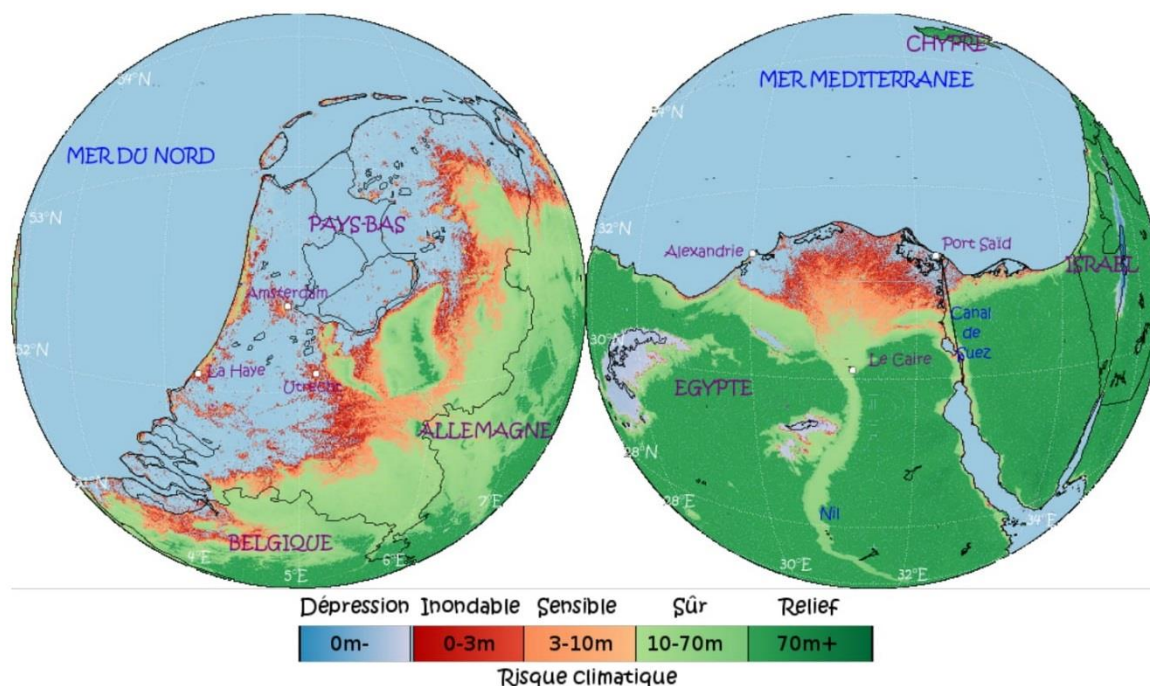 CHYPRE
MER MEDITERRANEE
54°N
MER DU NORD
53°N
PAYS-BAS
32°N
Alexandrie
Port Saïd
ISRAEL
Amsterdam
52°N
La Haye
Utrecht
30°N
Canal
de
Suez
Le Caire
EGYPTE
ALLEMAGNE
28°N
BELGIQUE
4°E
5°E
6°E
7°E
28°E
Nil
30°E
32°E
34°E
Dépression Inondable Sensible Sûr Relief
0m- 0-3m 3-10m 10-70m 70m+
Risque climatique